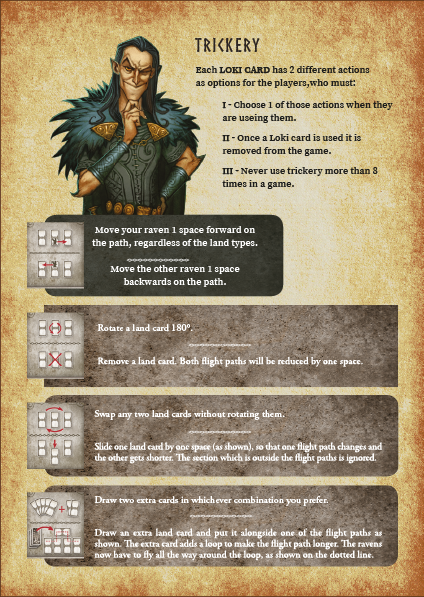 TRICKERY
Each LOKI CARD has 2 different actions
as options for the players,who must:
I - Choose 1 of those actions when they
are useing them.
II - Once a Loki card is used it is
removed from the game.
III - Never use trickery more than 8
times in a game.
Move your raven 1 space forward on
the path, regardless of the land types.
Move the other raven 1 space
backwards on the path.
Rotate a land card 180º.
Remove a land card. Both flight paths will be reduced by one space.
Swap any two land cards without rotating them.
Slide one land card by one space (as shown), so that one flight path changes and
the other gets shorter. The section which is outside the flight paths is ignored.
Draw two extra cards in whichever combination you prefer.
Draw an extra land card and put it alongside one of the flight paths as
shown. The extra card adds a loop to make the flight path longer. The ravens
now have to fly all the way around the loop, as shown on the dotted line.